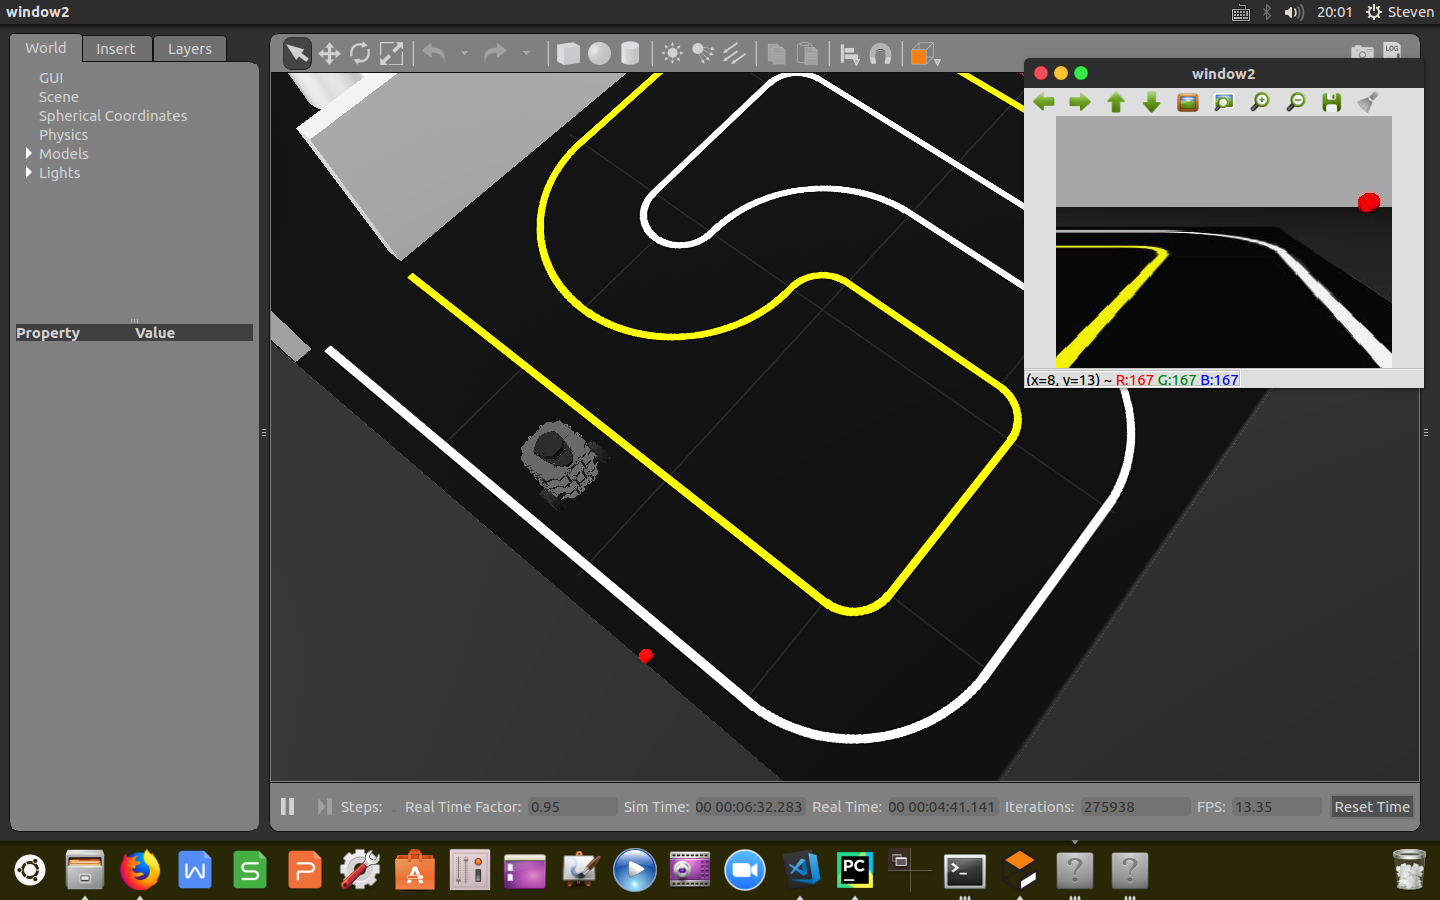 window2
20:01
Steven
World
Insert
Layers
LOG
GUI
Scene
Spherical Coordinates
Physics
Models
Lights
Property
Value
window2
(x=8, y=13) ~ R:167 G:167 B:167
Steps:
Real Time Factor: 0.95
Sim Time: 00 00:06:32.283
Real Time: 00 00:04:41.141
Iterations: 275938
FPS: 13.35
Reset Time
W
S
P
A
PC
>_
?
?